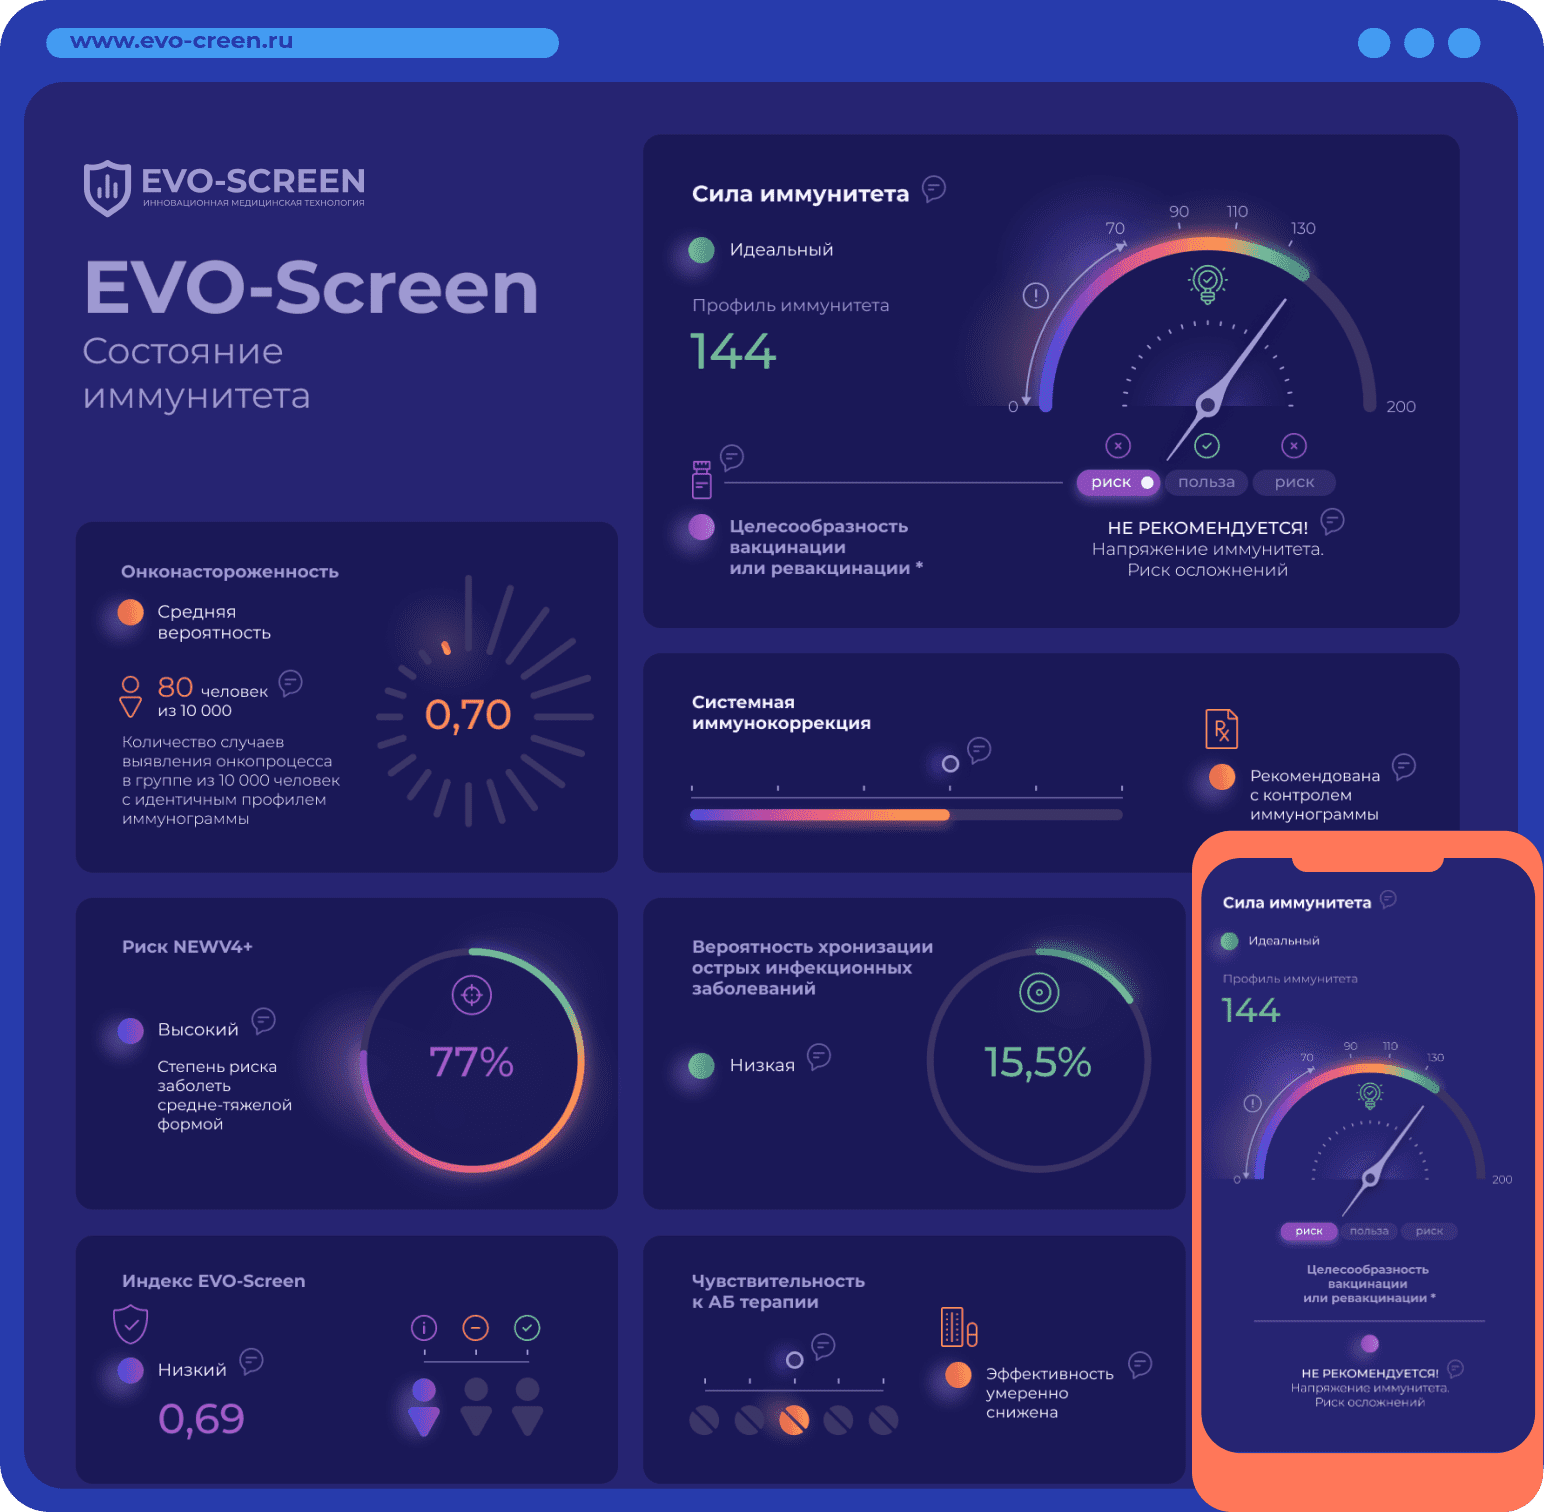 www.evo-creen.ru
EVO-SCREEN
ИННОВАЦИОННАЯ МЕДИЦИНСКАЯ ТЕХНОЛОГИЯ
EVO-Screen
Состояние
иммунитета
Сила иммунитета
Идеальный
Профиль иммунитета
144
0
70
90
110
130
200
риск
польза
риск
Целесообразность
вакцинации
или ревакцинации *
НЕ РЕКОМЕНДУЕТСЯ!
Напряжение иммунитета.
Риск осложнений
Онконастороженность
Средняя
вероятность
80 человек
из 10 000
Количество случаев
выявления онкопроцесса
в группе из 10 000 человек
с идентичным профилем
иммунограммы
0,70
Системная
иммунокоррекция
Rx
Рекомендована
с контролем
иммунограммы
Риск NEWV4+
Высокий
Степень риска
заболеть
средне-тяжелой
формой
77%
Вероятность хронизации
острых инфекционных
заболеваний
Низкая
15,5%
Индекс EVO-Screen
Низкий
0,69
Чувствительность
к АБ терапии
Эффективность
умеренно
снижена
Сила иммунитета
Идеальный
Профиль иммунитета
144
0
70
90
110
130
200
риск
польза
риск
Целесообразность
вакцинации
или ревакцинации *
НЕ РЕКОМЕНДУЕТСЯ!
Напряжение иммунитета.
Риск осложнений